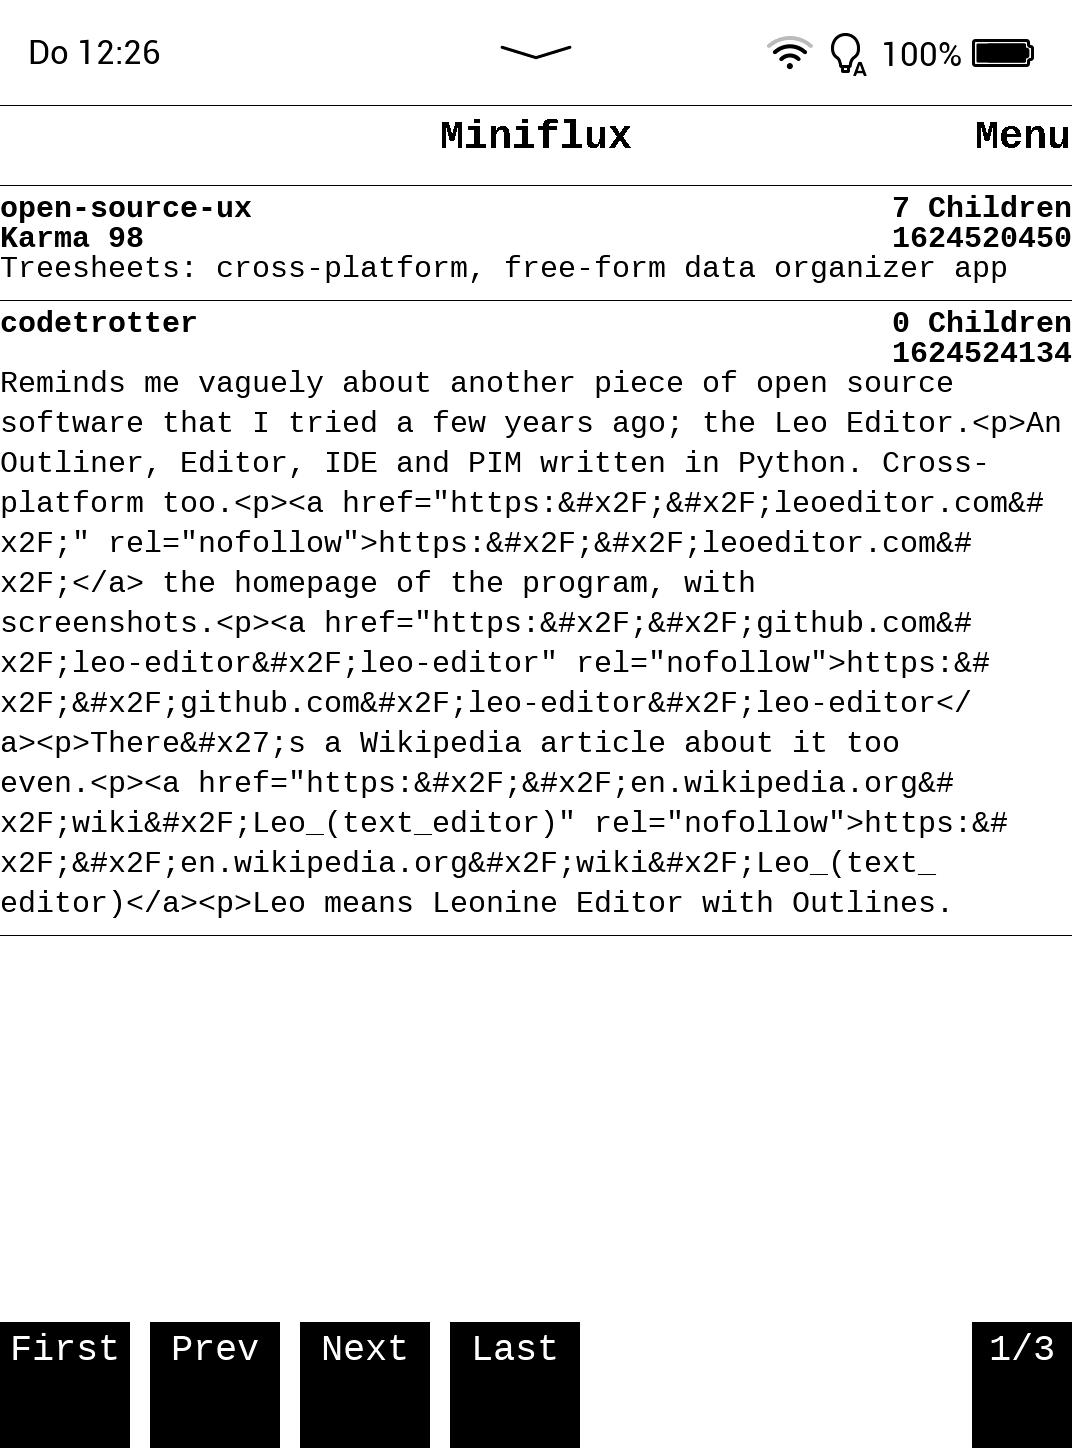 Do 12:26 A 100%
Miniflux Menu
open-source-ux 7 Children
Karma 98 1624520450
Treesheets: cross-platform, free-form data organizer app
codetrotter 0 Children
1624524134
Reminds me vaguely about another piece of open source
software that I tried a few years ago; the Leo Editor.<p>An
Outliner, Editor, IDE and PIM written in Python. Cross-
platform too.<p><a href="https:&#x2F;&#x2F;leoeditor.com&#
x2F;" rel="nofollow">https:&#x2F;&#x2F;leoeditor.com&#
x2F;</a> the homepage of the program, with
screenshots.<p><a href="https:&#x2F;&#x2F;github.com&#
x2F;leo-editor&#x2F;leo-editor" rel="nofollow">https:&#
x2F;&#x2F;github.com&#x2F;leo-editor&#x2F;leo-editor</
a><p>There&#x27;s a Wikipedia article about it too
even.<p><a href="https:&#x2F;&#x2F;en.wikipedia.org&#
x2F;wiki&#x2F;Leo_(text_editor)" rel="nofollow">https:&#
x2F;&#x2F;en.wikipedia.org&#x2F;wiki&#x2F;Leo_(text_
editor)</a><p>Leo means Leonine Editor with Outlines.
First Prev Next Last 1/3